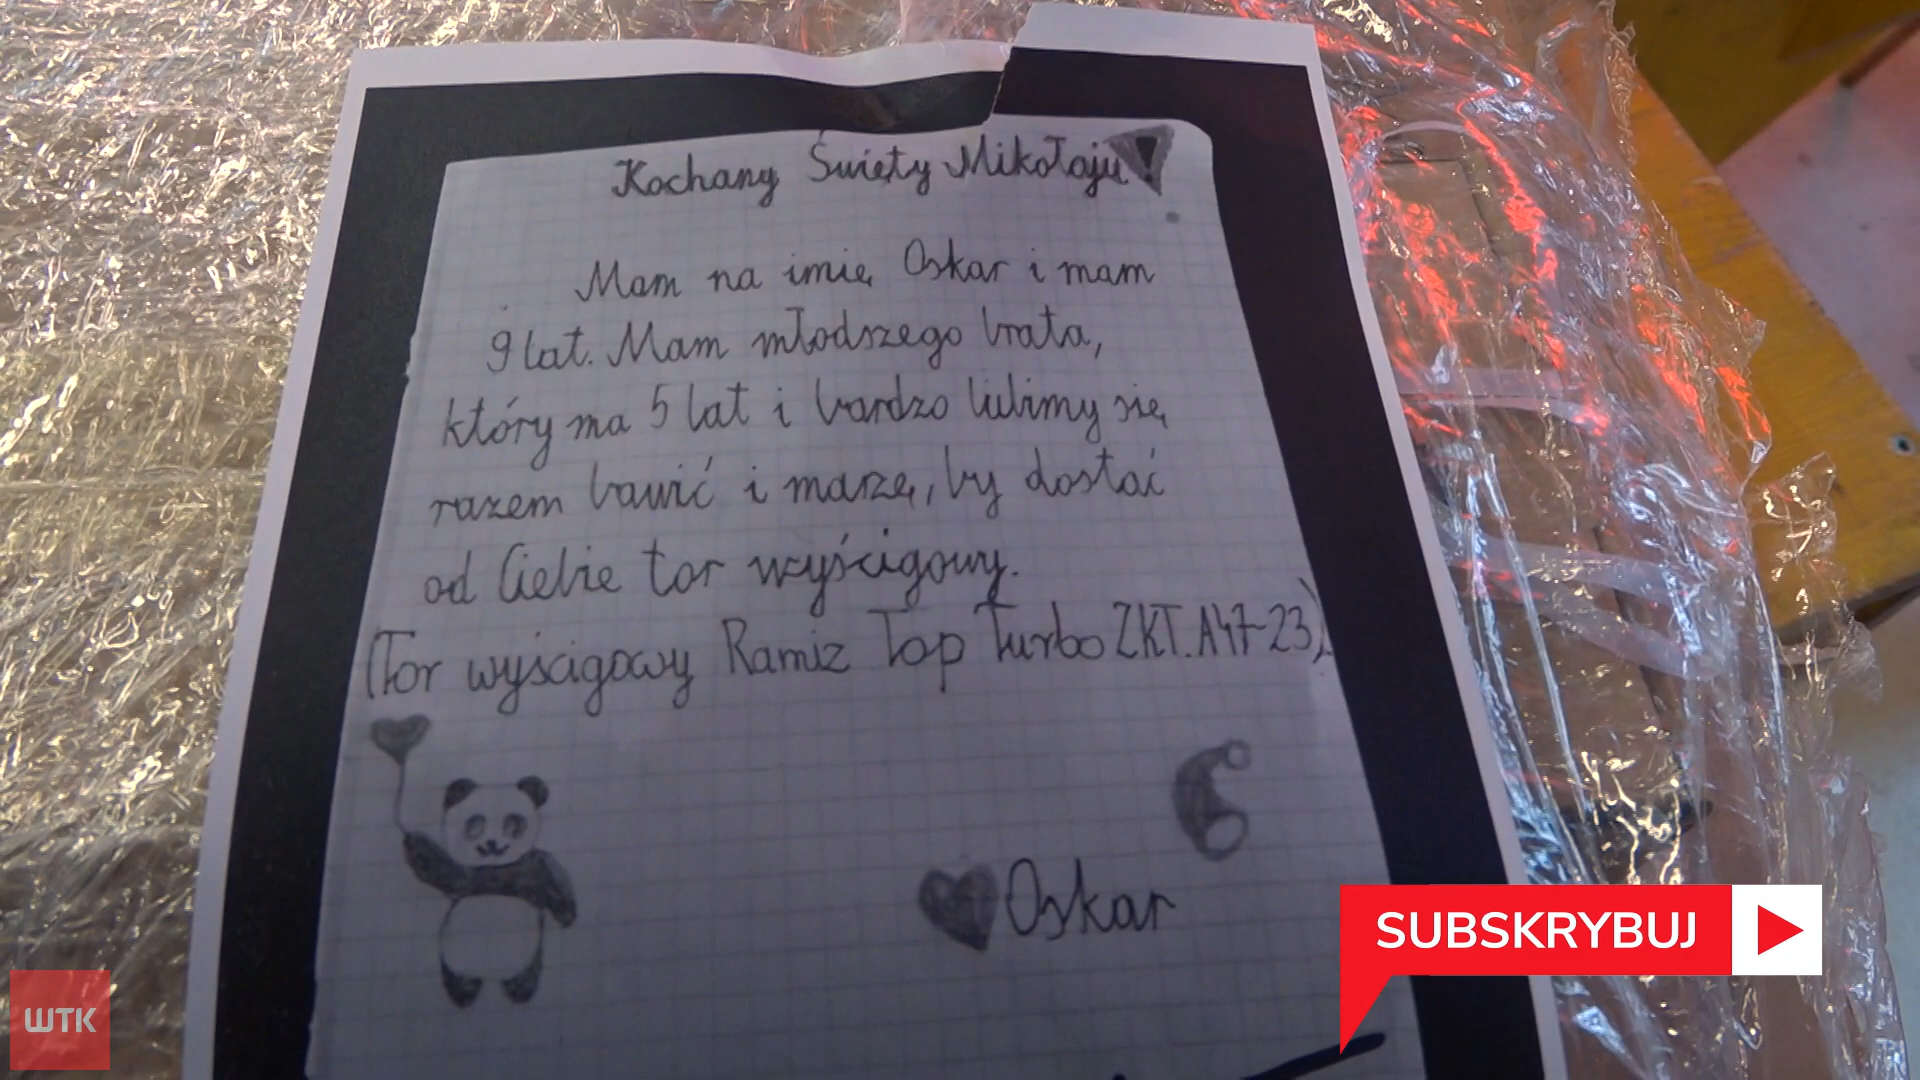 Kochany Święty Mikołaju!
Mam na imię Oskar i mam
9 lat. Mam młodszego brata,
który ma 5 lat i bardzo lubimy się
razem bawić i marzę, by dostać
od Ciebie tor wyścigowy.
(Tor wyścigowy Ramiz Top Turbo ZKT.A47-23).
Oskar
SUBSKRYBUJ
WTK